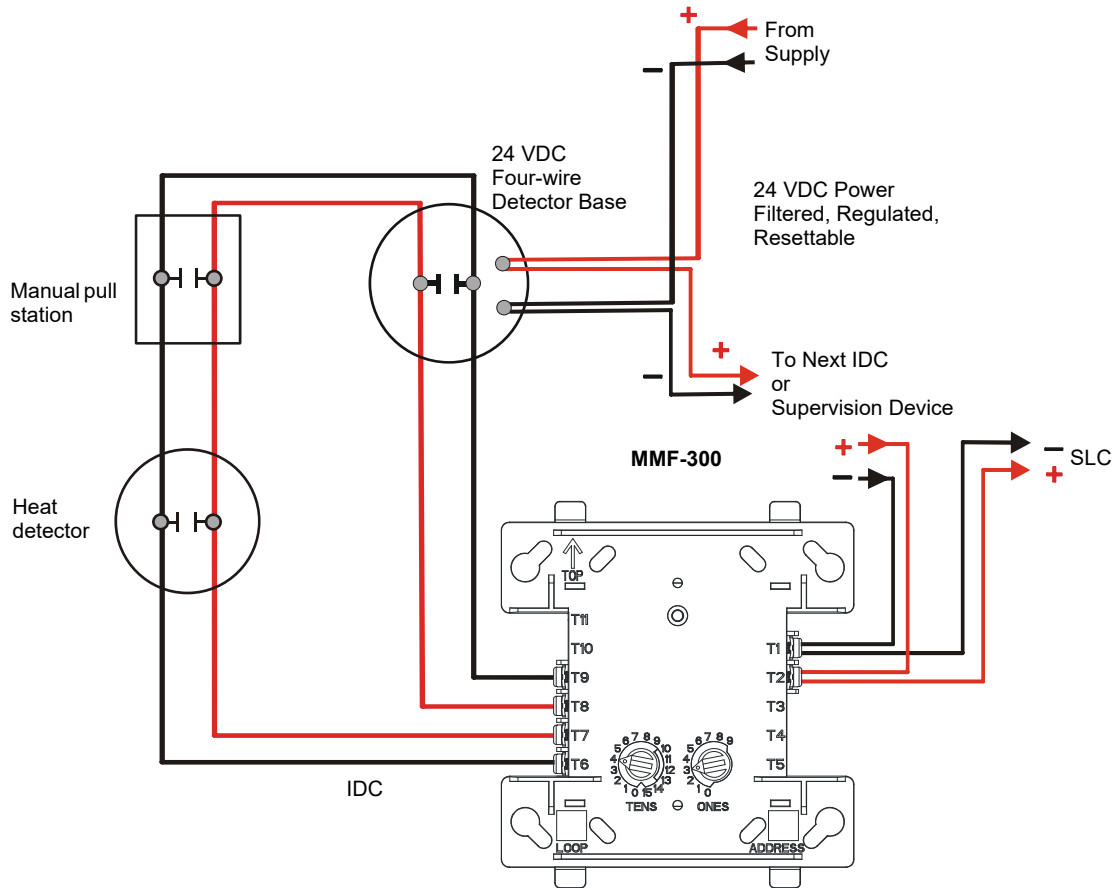 +
From
Supply
−
24 VDC
Four-wire
Detector Base
24 VDC Power
Filtered, Regulated,
Resettable
Manual pull
station
+
−
To Next IDC
or
Supervision Device
Heat
detector
MMF-300
+
−
− SLC
+
TOP
T11
T10
T9
T8
T7
T6
T1
T2
T3
T4
T5
IDC
0 1 2 3 4 5 6 7 8 9 10 11 12 13 14 15
TENS
0 1 2 3 4 5 6 7 8 9
ONES
LOOP
ADDRESS